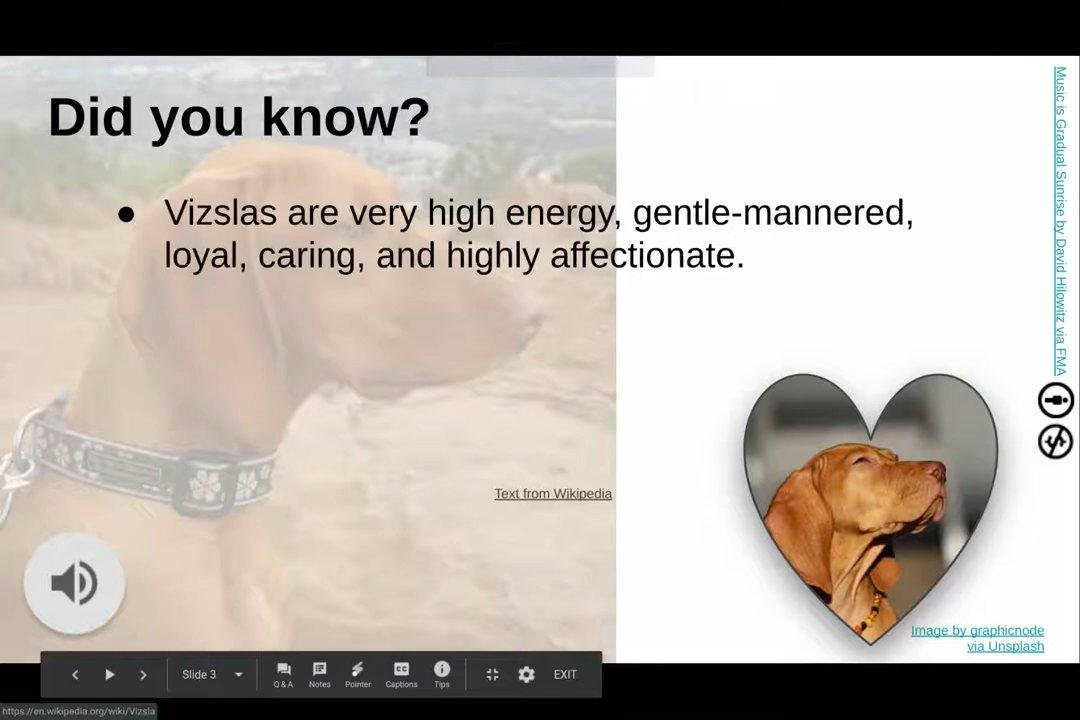 Did you know?
● Vizslas are very high energy, gentle-mannered,
loyal, caring, and highly affectionate.
Music is Gradual Sunrise by David Hilowitz via FMA
Text from Wikipedia
Image by graphicnode
via Unsplash
Slide 3
Q & A
Notes
Pointer
Captions
Tips
EXIT
https://en.wikipedia.org/wiki/Vizsla